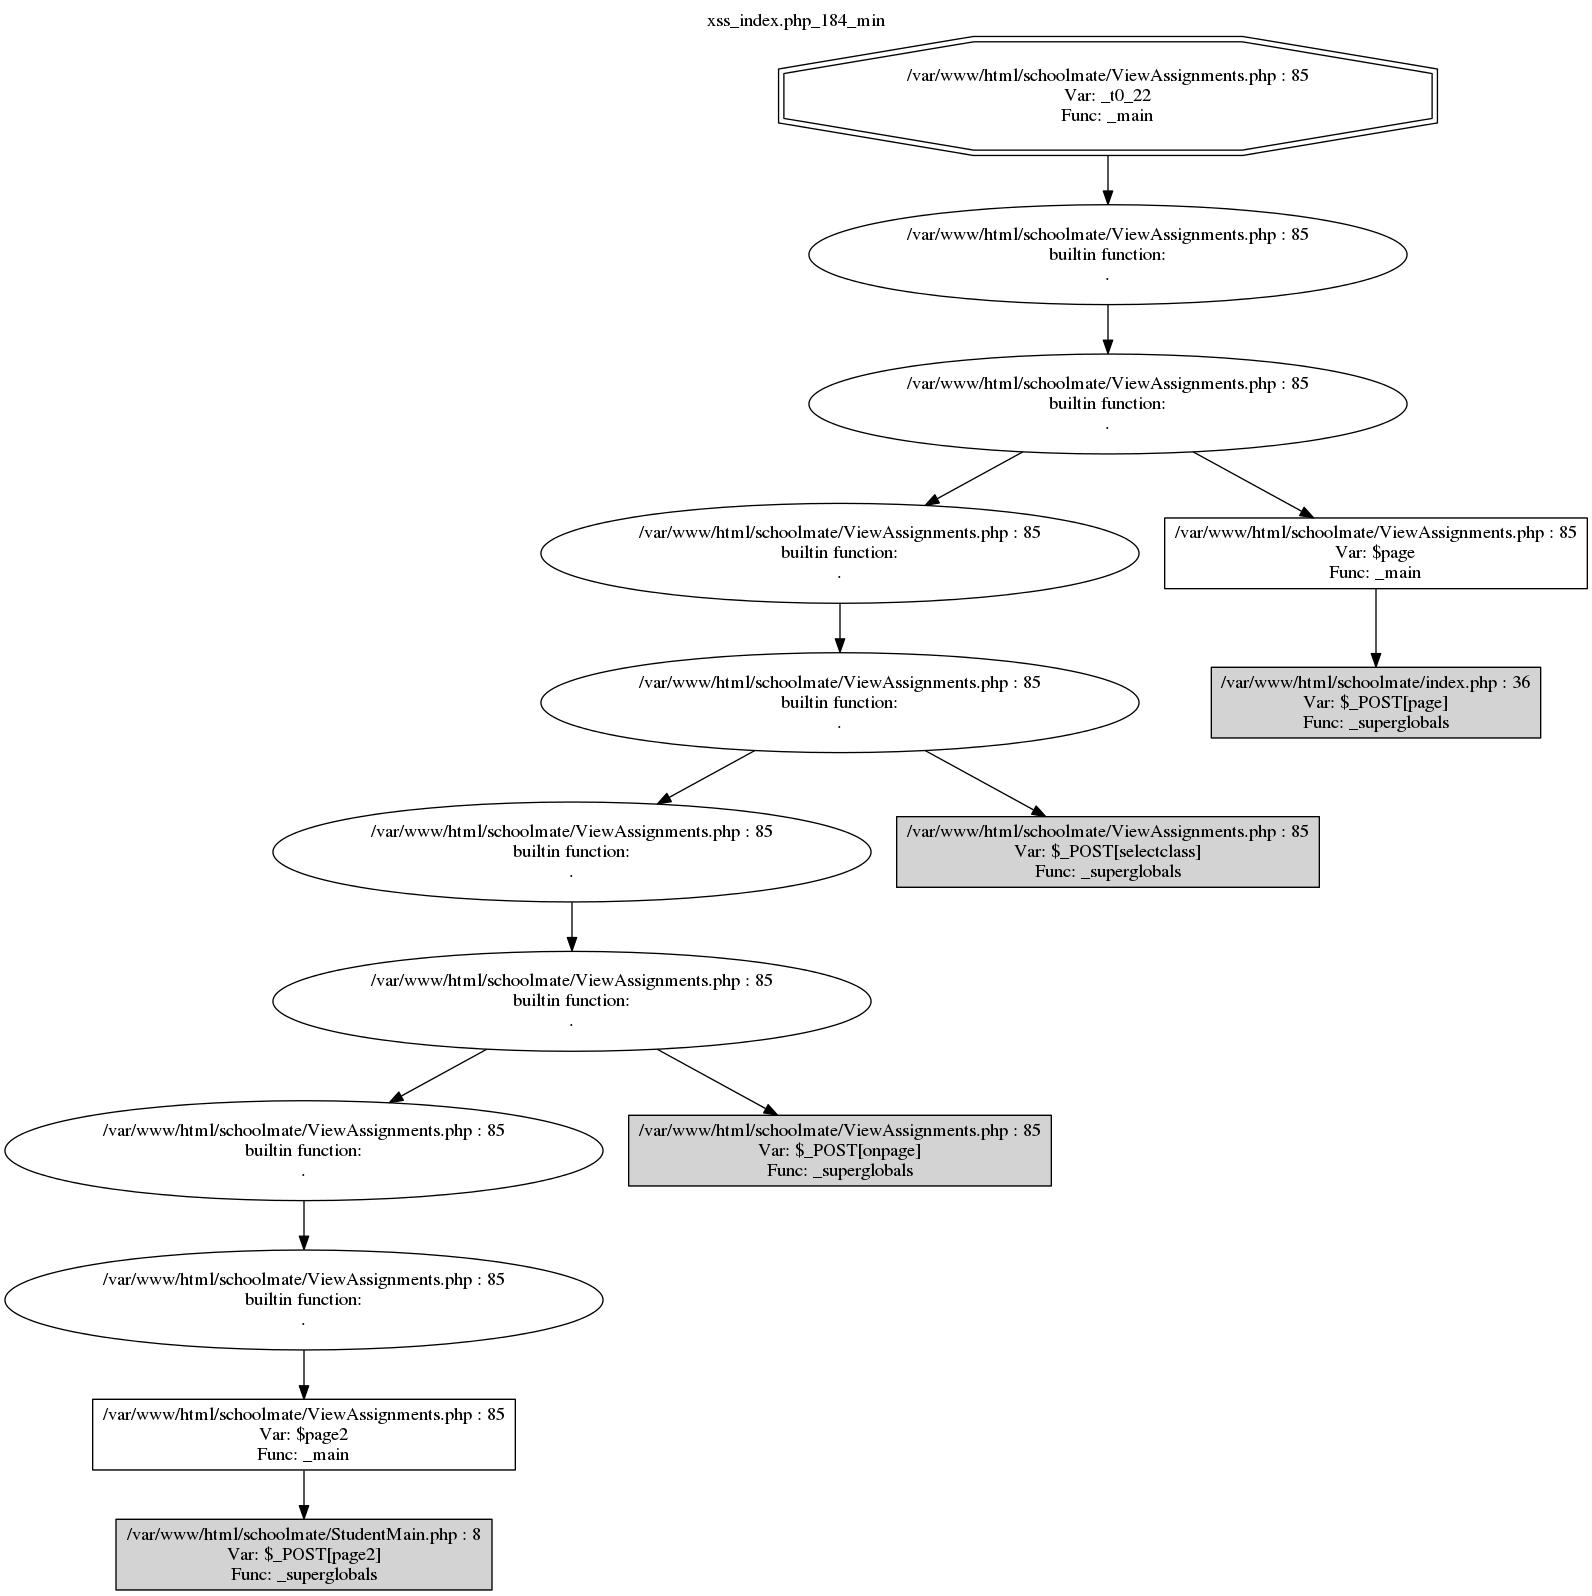 xss_index.php_184_min
/var/www/html/schoolmate/ViewAssignments.php : 85
Var: _t0_22
Func: _main
/var/www/html/schoolmate/ViewAssignments.php : 85
builtin function:
.
/var/www/html/schoolmate/ViewAssignments.php : 85
builtin function:
.
/var/www/html/schoolmate/ViewAssignments.php : 85
builtin function:
.
/var/www/html/schoolmate/ViewAssignments.php : 85
Var: $page
Func: _main
/var/www/html/schoolmate/ViewAssignments.php : 85
builtin function:
.
/var/www/html/schoolmate/index.php : 36
Var: $_POST[page]
Func: _superglobals
/var/www/html/schoolmate/ViewAssignments.php : 85
builtin function:
.
/var/www/html/schoolmate/ViewAssignments.php : 85
Var: $_POST[selectclass]
Func: _superglobals
/var/www/html/schoolmate/ViewAssignments.php : 85
builtin function:
.
/var/www/html/schoolmate/ViewAssignments.php : 85
builtin function:
.
/var/www/html/schoolmate/ViewAssignments.php : 85
Var: $_POST[onpage]
Func: _superglobals
/var/www/html/schoolmate/ViewAssignments.php : 85
builtin function:
.
/var/www/html/schoolmate/ViewAssignments.php : 85
Var: $page2
Func: _main
/var/www/html/schoolmate/StudentMain.php : 8
Var: $_POST[page2]
Func: _superglobals